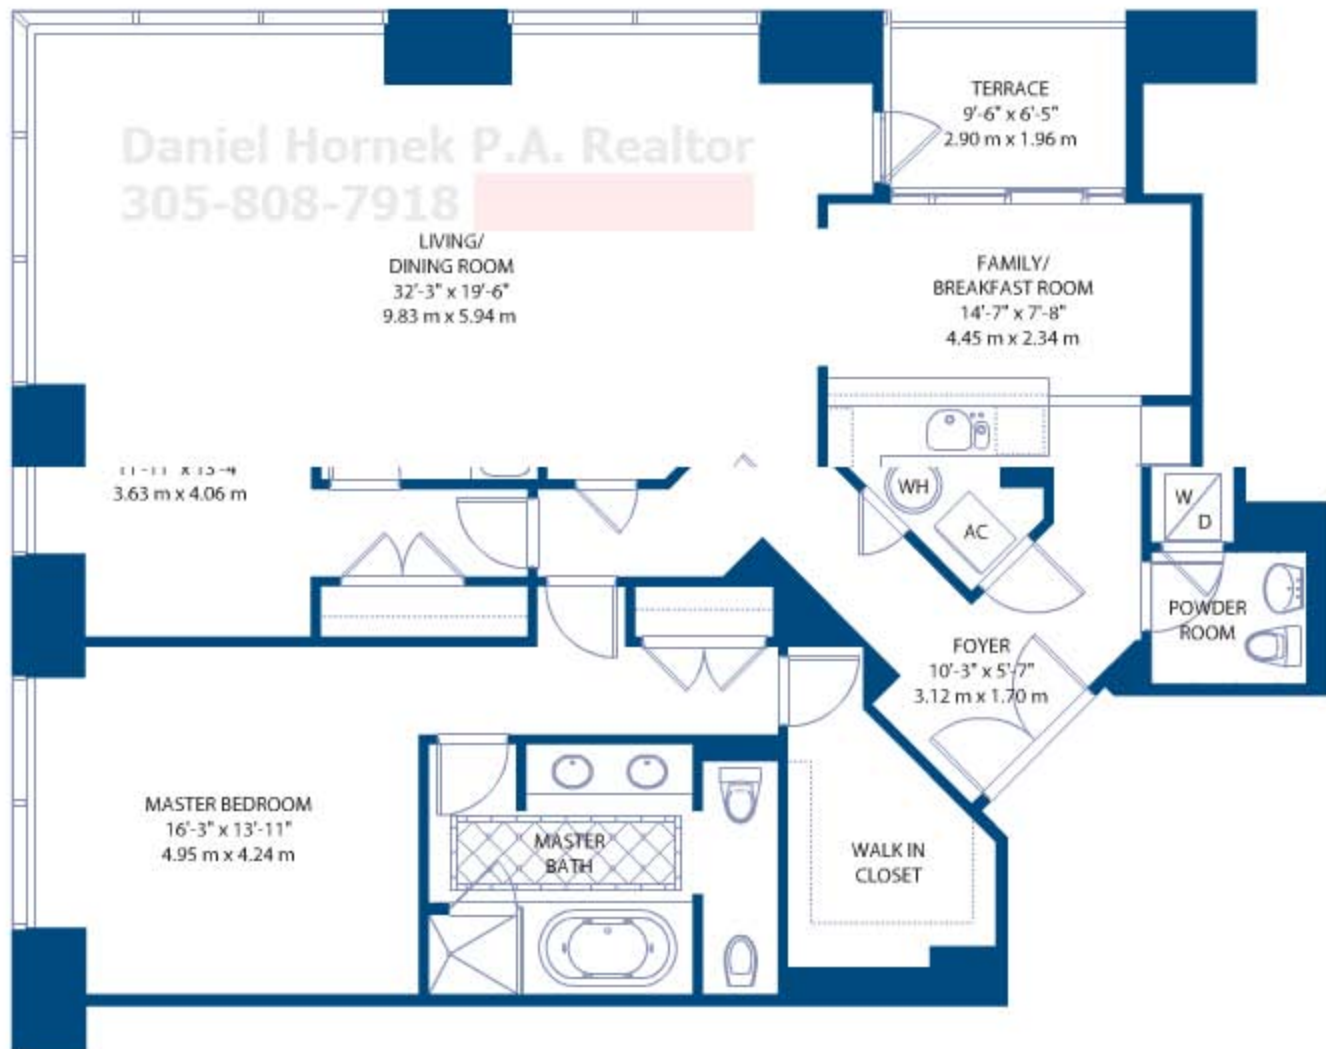 TERRACE
9'-6" x 6'-5"
2.90 m x 1.96 m
Daniel Hornek P.A. Realtor
305-808-7918
LIVING/
DINING ROOM
32'-3" x 19'-6"
9.83 m x 5.94 m
FAMILY/
BREAKFAST ROOM
14'-7" x 7'-8"
4.45 m x 2.34 m
3.63 m x 4.06 m
WH
AC
W
D
POWDER
ROOM
FOYER
10'-3" x 5'-7"
3.12 m x 1.70 m
MASTER BEDROOM
16'-3" x 13'-11"
4.95 m x 4.24 m
MASTER
BATH
WALK IN
CLOSET